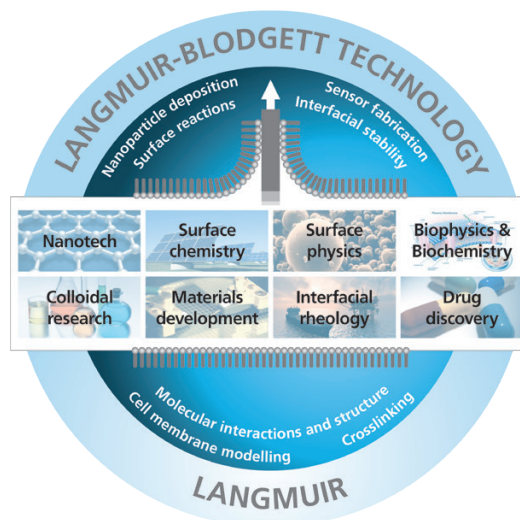 LANGMUIR-BLODGETT TECHNOLOGY
Nanoparticle deposition
Surface reactions
Sensor fabrication
Interfacial stability
Nanotech
Surface
chemistry
Surface
physics
Biophysics &
Biochemistry
Colloidal
research
Materials
development
Interfacial
rheology
Drug
discovery
Molecular interactions and structure
Cell membrane modelling
Crosslinking
LANGMUIR